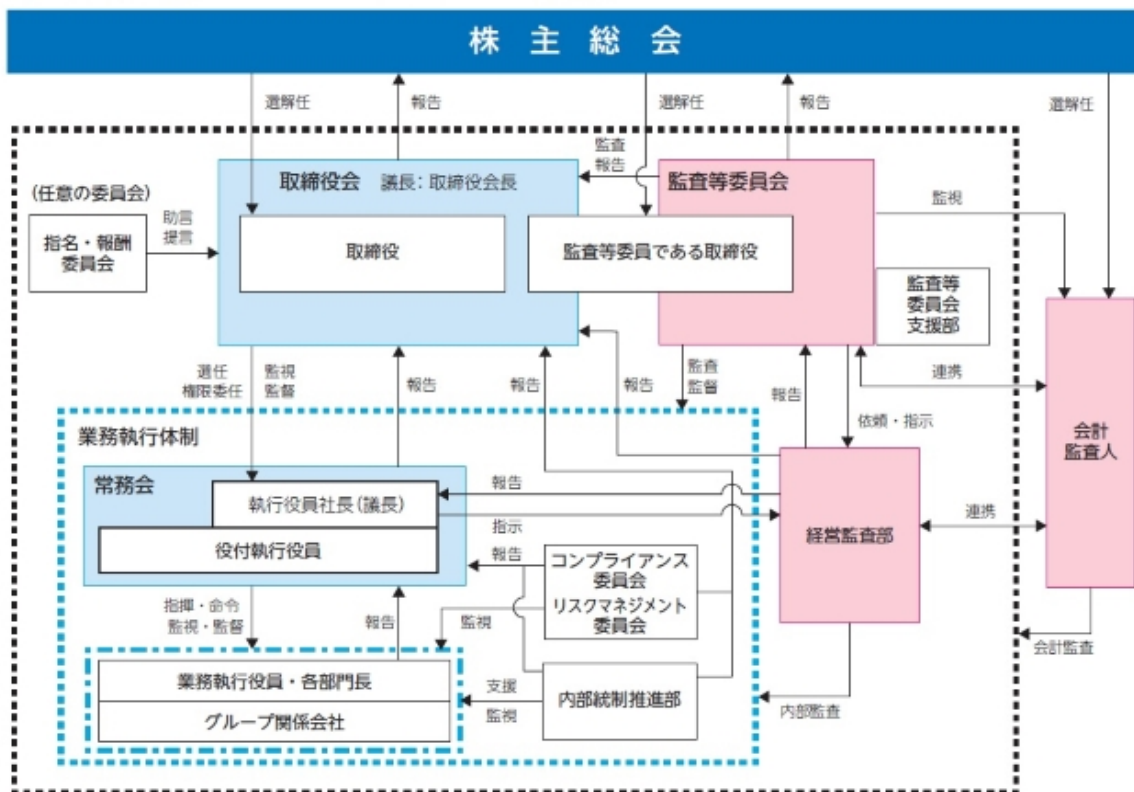 株主総会
選解任
報告
選解任
報告
選解任
監査
報告
取締役会 議長：取締役会長
監査等委員会
(任意の委員会)
助言
提言
監視
指名・報酬
委員会
取締役
監査等委員である取締役
監査等
委員会
支援部
選任
権限委任
監視
監督
報告
報告
報告
監査
監督
報告
連携
依頼・指示
業務執行体制
会計
監査人
常務会
執行役員社長(議長)
報告
役付執行役員
指示
経営監査部
連携
報告
コンプライアンス
委員会
リスクマネジメント
委員会
指揮・命令
監視・監督
報告
監視
会計監査
業務執行役員・各部門長
支援
内部統制推進部
グループ関係会社
監視
内部監査